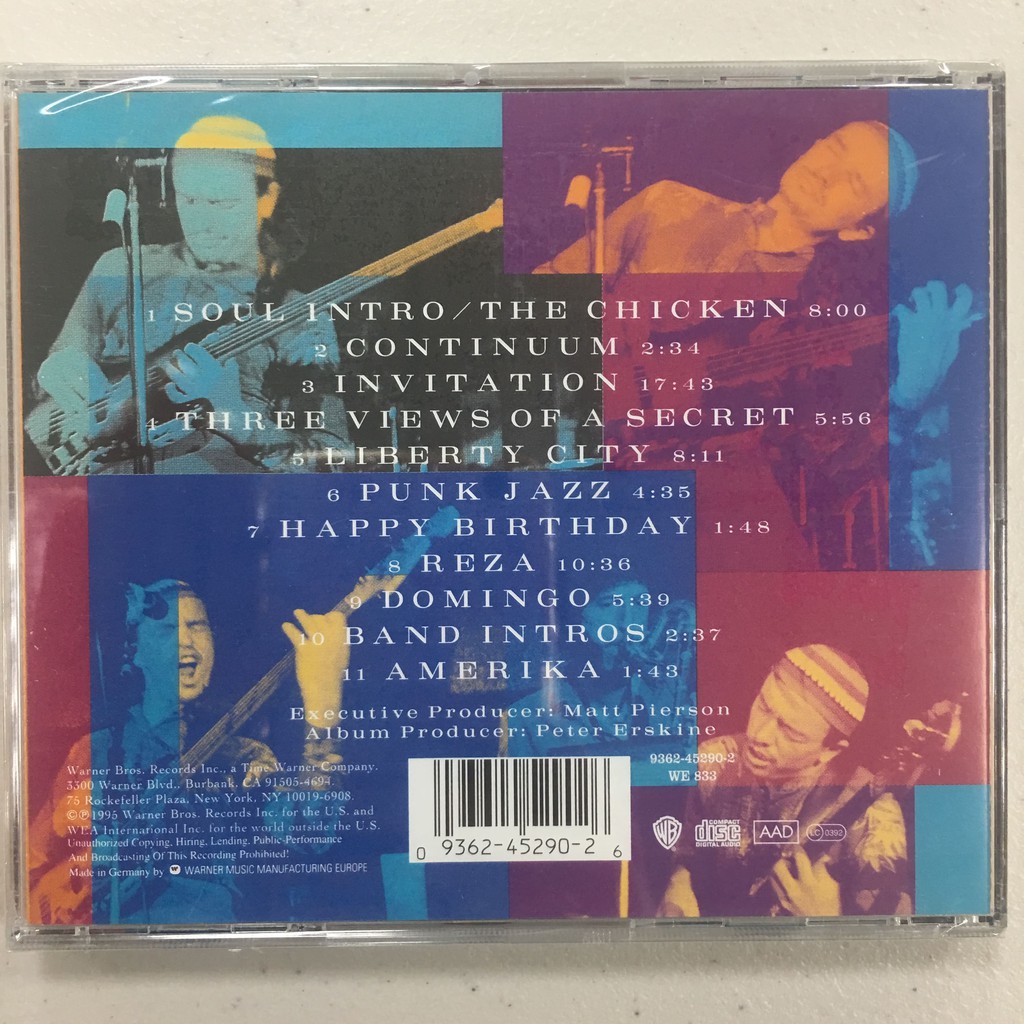 1 SOUL INTRO/THE CHICKEN 8:00
2 CONTINUUM 2:34
3 INVITATION 17:43
4 THREE VIEWS OF A SECRET 5:56
5 LIBERTY CITY 8:11
6 PUNK JAZZ 4:35
7 HAPPY BIRTHDAY 1:48
8 REZA 10:36
9 DOMINGO 5:39
10 BAND INTROS 2:37
11 AMERIKA 1:43
Executive Producer: Matt Pierson
Album Producer: Peter Erskine
Warner Bros. Records Inc., a Time Warner Company.
3300 Warner Blvd., Burbank, CA 91505-4694.
75 Rockefeller Plaza, New York, NY 10019-6908.
©℗1995 Warner Bros. Records Inc. for the U.S. and
WEA International Inc. for the world outside the U.S.
Unauthorized Copying, Hiring, Lending, Public-Performance
And Broadcasting Of This Recording Prohibited!
Made in Germany by WARNER MUSIC MANUFACTURING EUROPE
0 9362-45290-2 6
9362-45290-2
WE 833
WB
COMPACT
disc
DIGITAL AUDIO
AAD
LC 0392